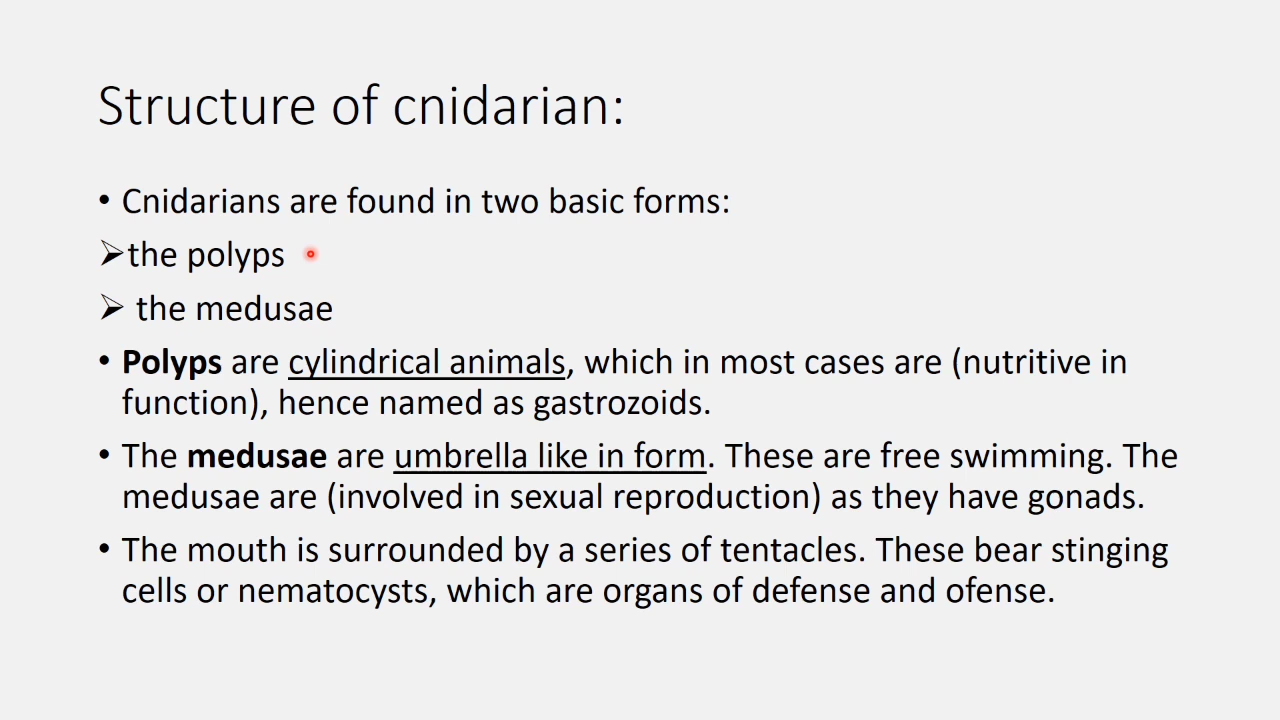 Structure of cnidarian:
• Cnidarians are found in two basic forms:
➢the polyps
➢ the medusae
• Polyps are cylindrical animals, which in most cases are (nutritive in
function), hence named as gastrozoids.
• The medusae are umbrella like in form. These are free swimming. The
medusae are (involved in sexual reproduction) as they have gonads.
• The mouth is surrounded by a series of tentacles. These bear stinging
cells or nematocysts, which are organs of defense and ofense.